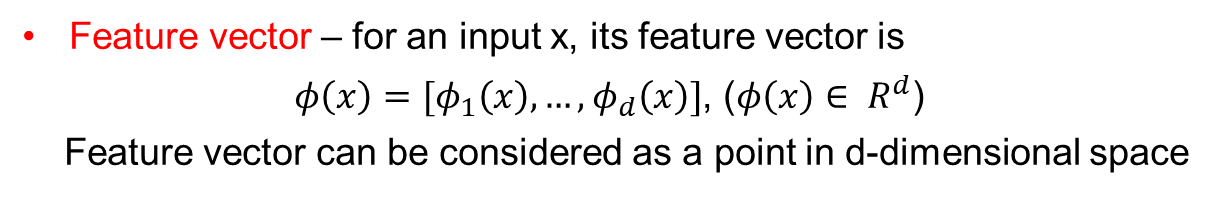 • Feature vector – for an input x, its feature vector is
𝜙(𝑥) = [𝜙₁(𝑥), …, 𝜙_𝑑(𝑥)], (𝜙(𝑥) ∈ 𝑅ᵈ)
Feature vector can be considered as a point in d-dimensional space